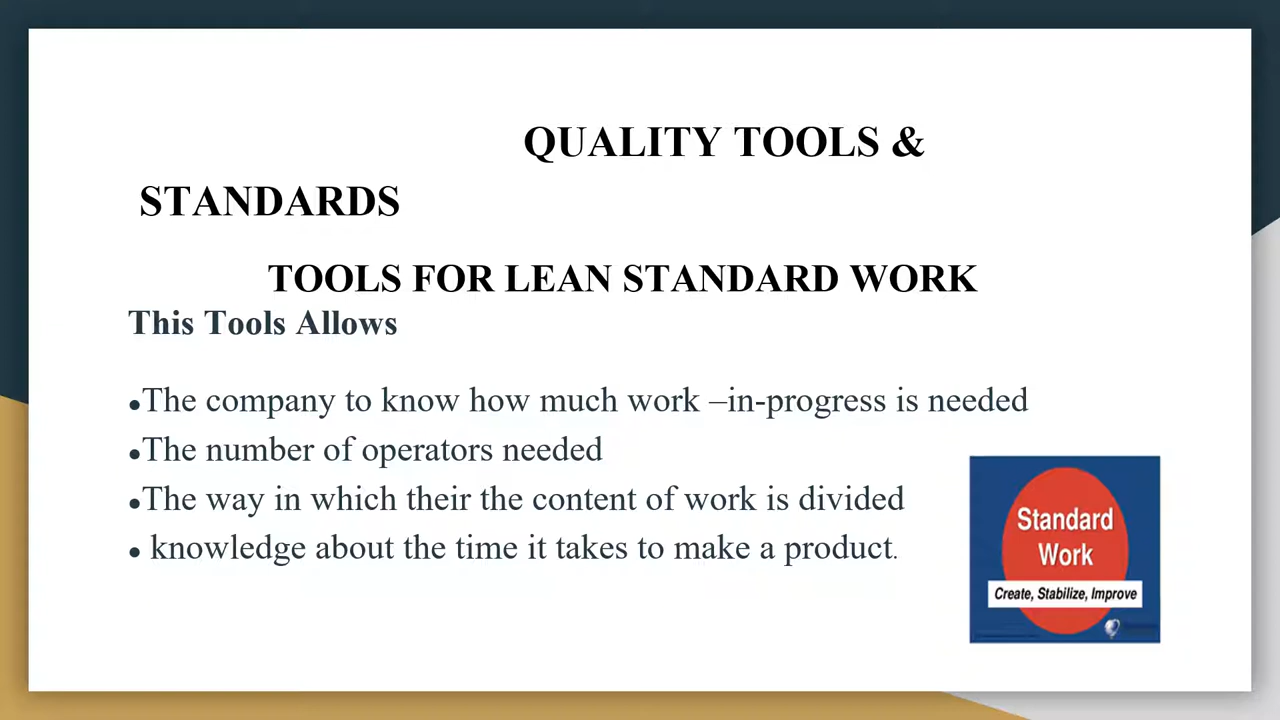 QUALITY TOOLS &
STANDARDS
TOOLS FOR LEAN STANDARD WORK
This Tools Allows
●The company to know how much work –in-progress is needed
●The number of operators needed
●The way in which their the content of work is divided
● knowledge about the time it takes to make a product.
Standard
Work
Create, Stabilize, Improve